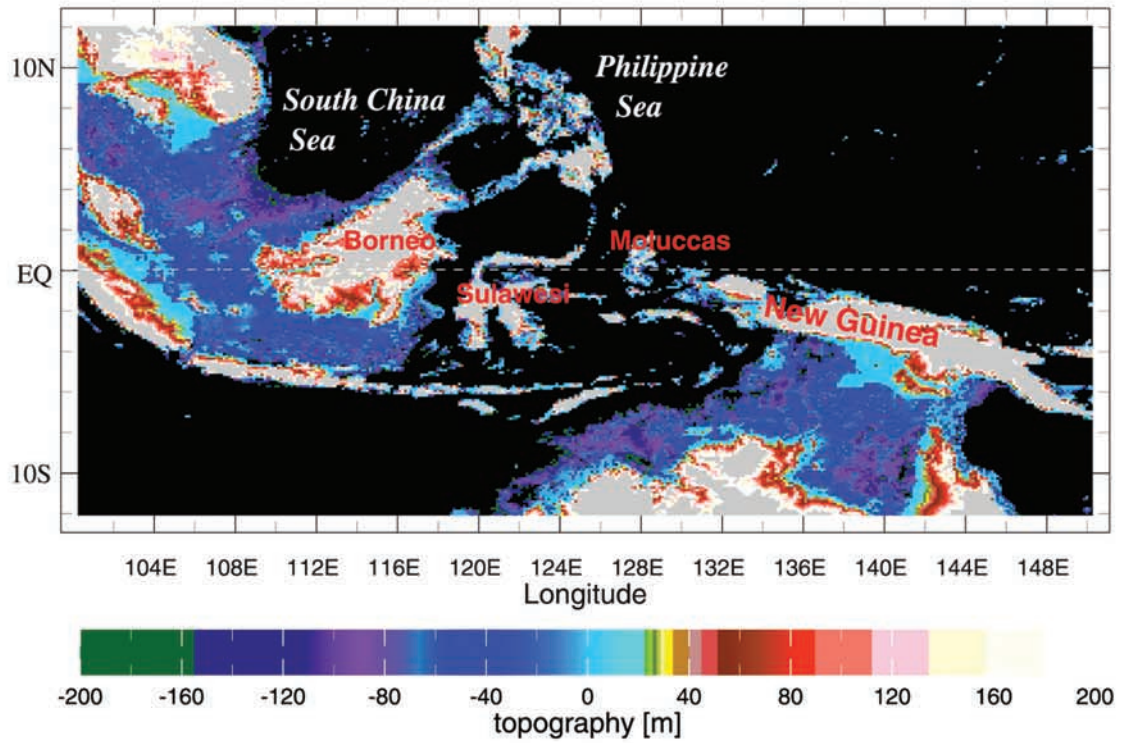 10N
EQ
10S
South China
Sea
Philippine
Sea
Borneo
Moluccas
Sulawesi
New Guinea
104E 108E 112E 116E 120E 124E 128E 132E 136E 140E 144E 148E
Longitude
-200 -160 -120 -80 -40 0 40 80 120 160 200
topography [m]